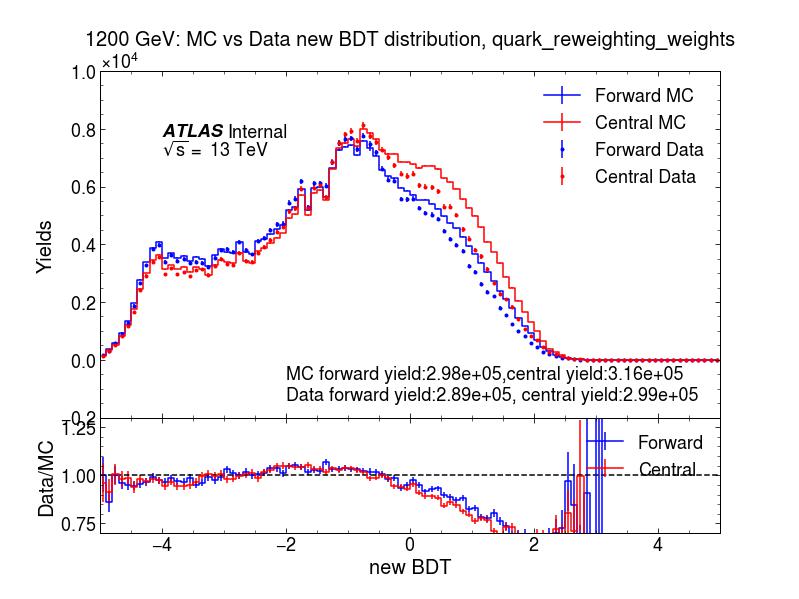 1200 GeV: MC vs Data new BDT distribution, quark_reweighting_weights
×10⁴
1.0
0.8
0.6
0.4
0.2
0.0
0.2
Yields
ATLAS Internal
√s = 13 TeV
Forward MC
Central MC
Forward Data
Central Data
MC forward yield:2.98e+05,central yield:3.16e+05
Data forward yield:2.89e+05, central yield:2.99e+05
1.25
1.00
0.75
Data/MC
Forward
Central
−4 −2 0 2 4
new BDT